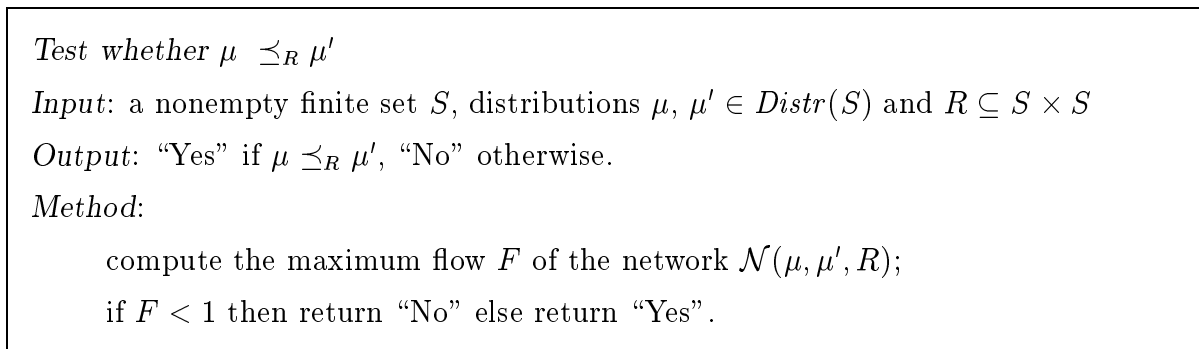 Test whether μ ⪯_R μ′
Input: a nonempty finite set S, distributions μ, μ′ ∈ Distr(S) and R ⊆ S × S
Output: “Yes” if μ ⪯_R μ′, “No” otherwise.
Method:
compute the maximum flow F of the network 𝒩(μ, μ′, R);
if F < 1 then return “No” else return “Yes”.